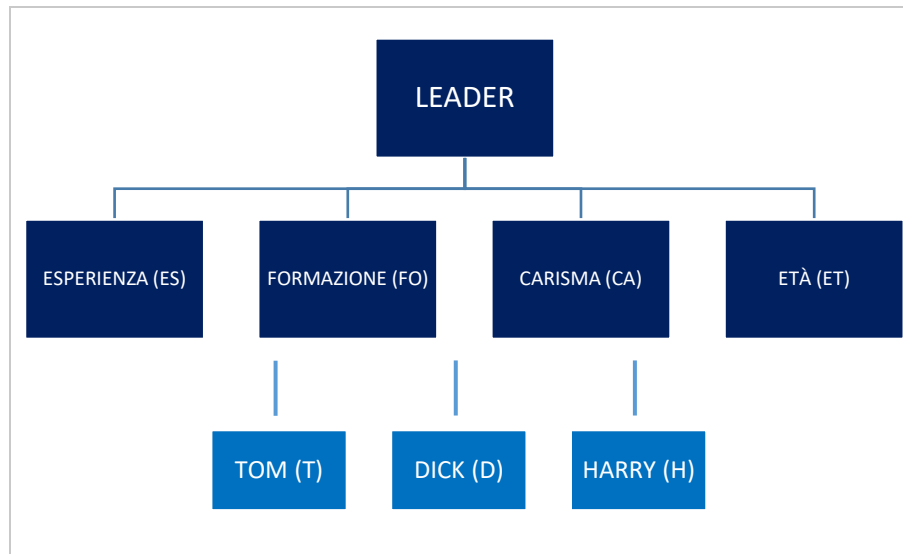 LEADER
ESPERIENZA (ES)
FORMAZIONE (FO)
CARISMA (CA)
ETÀ (ET)
TOM (T)
DICK (D)
HARRY (H)